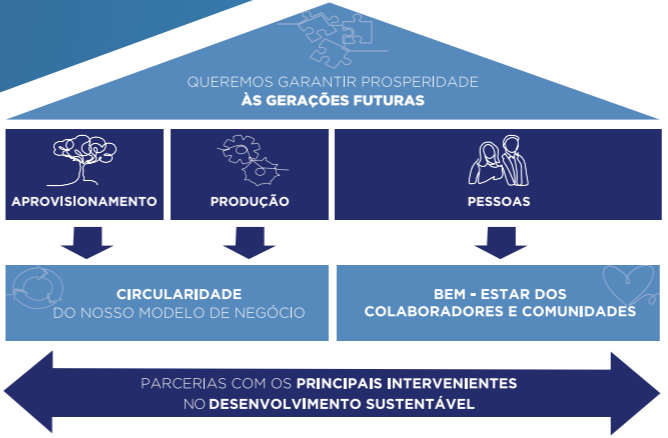 QUEREMOS GARANTIR PROSPERIDADE
ÀS GERAÇÕES FUTURAS
APROVISIONAMENTO
PRODUÇÃO
PESSOAS
CIRCULARIDADE
DO NOSSO MODELO DE NEGÓCIO
BEM - ESTAR DOS
COLABORADORES E COMUNIDADES
PARCERIAS COM OS PRINCIPAIS INTERVENIENTES
NO DESENVOLVIMENTO SUSTENTÁVEL